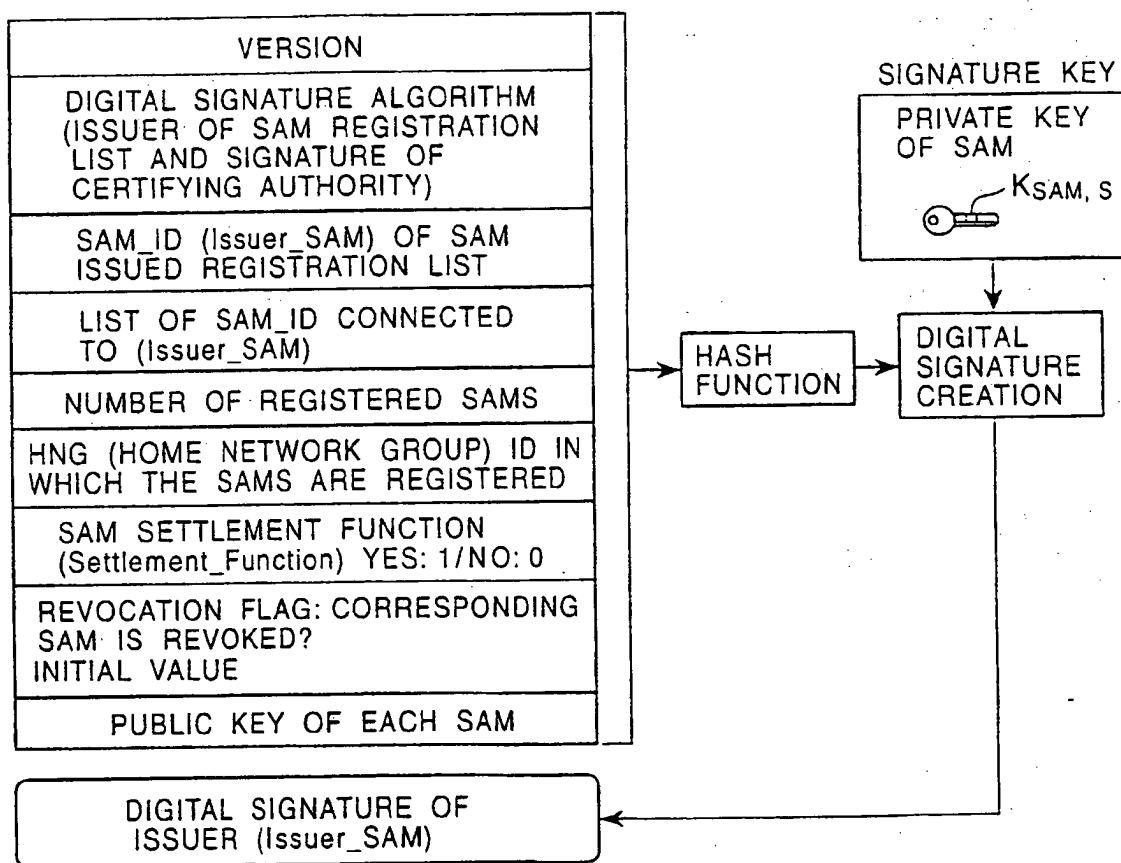 VERSION
DIGITAL SIGNATURE ALGORITHM
(ISSUER OF SAM REGISTRATION
LIST AND SIGNATURE OF
CERTIFYING AUTHORITY)
SAM_ID (Issuer_SAM) OF SAM
ISSUED REGISTRATION LIST
LIST OF SAM_ID CONNECTED
TO (Issuer_SAM)
NUMBER OF REGISTERED SAMS
HNG (HOME NETWORK GROUP) ID IN
WHICH THE SAMS ARE REGISTERED
SAM SETTLEMENT FUNCTION
(Settlement_Function) YES: 1/NO: 0
REVOCATION FLAG: CORRESPONDING
SAM IS REVOKED?
INITIAL VALUE
PUBLIC KEY OF EACH SAM
DIGITAL SIGNATURE OF
ISSUER (Issuer_SAM)
HASH
FUNCTION
SIGNATURE KEY
PRIVATE KEY
OF SAM
KSAM, S
DIGITAL
SIGNATURE
CREATION